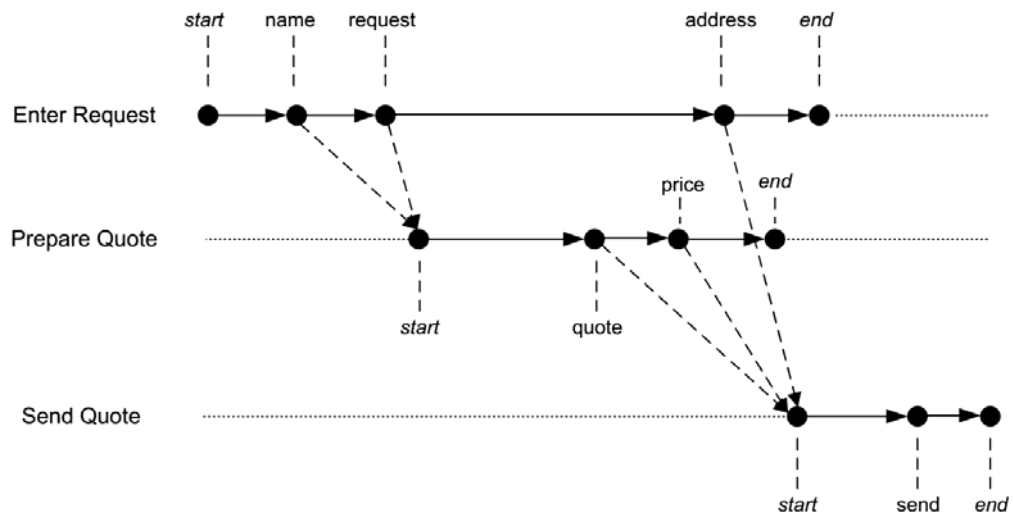 start name request address end
Enter Request
price end
Prepare Quote
start quote
Send Quote
start send end